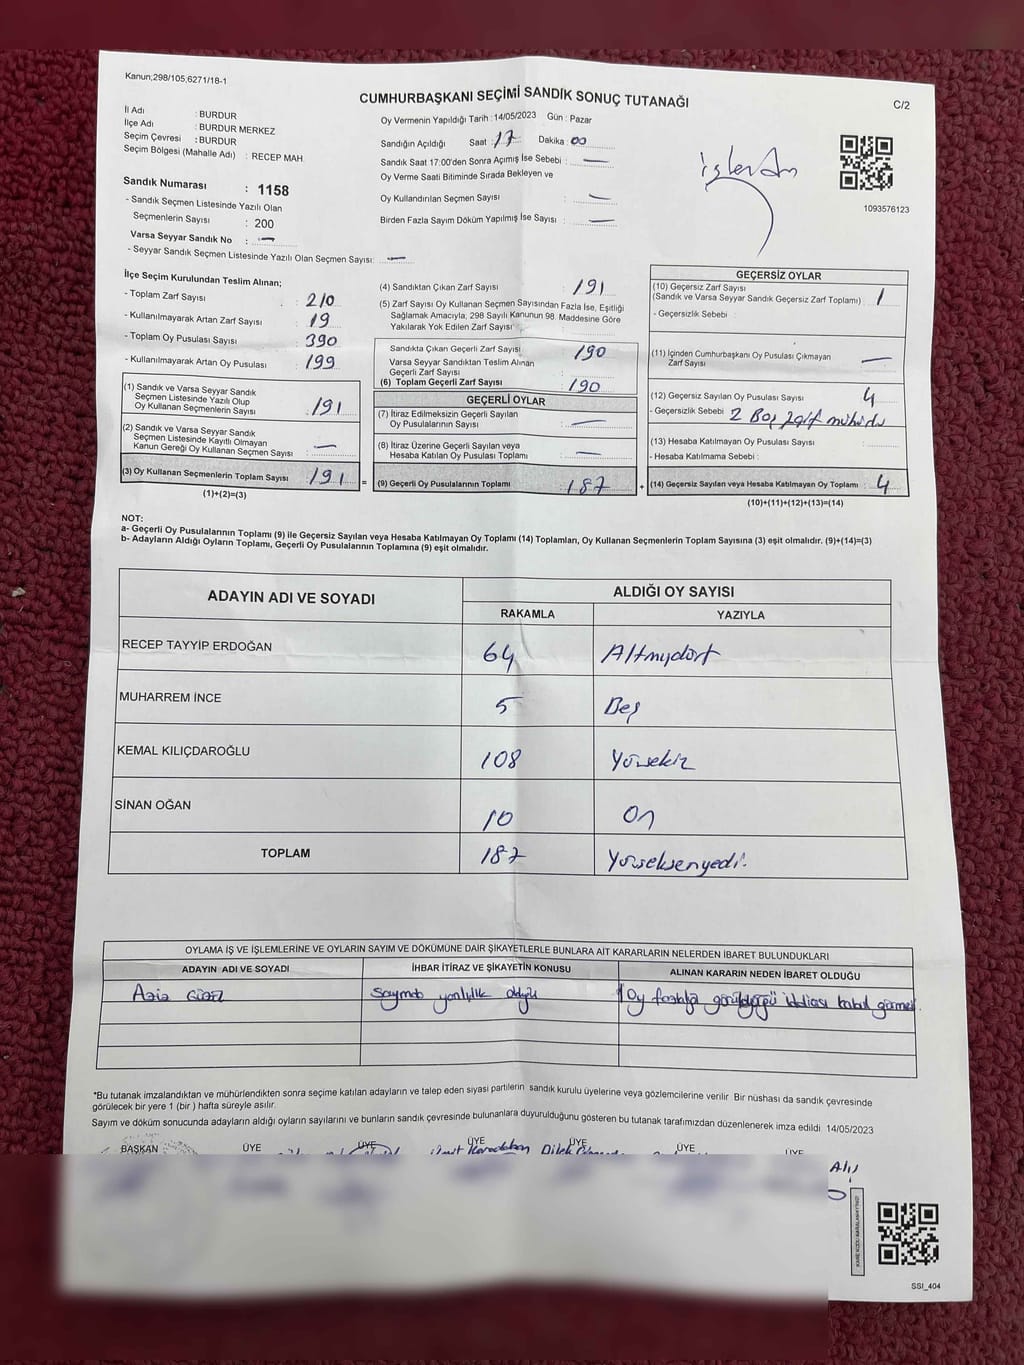 Kanun;298/105,6271/18-1
CUMHURBAŞKANI SEÇİMİ SANDIK SONUÇ TUTANAĞI
C/2
İl Adı : BURDUR
İlçe Adı : BURDUR MERKEZ
Seçim Çevresi : BURDUR
Seçim Bölgesi (Mahalle Adı) : RECEP MAH.
Sandık Numarası : 1158
- Sandık Seçmen Listesinde Yazılı Olan
Seçmenlerin Sayısı : 200
Varsa Seyyar Sandık No : —
- Seyyar Sandık Seçmen Listesinde Yazılı Olan Seçmen Sayısı: —
Oy Vermenin Yapıldığı Tarih : 14/05/2023 Gün : Pazar
Sandığın Açıldığı Saat : 17 Dakika : 00
Sandık Saat 17:00'den Sonra Açımış İse Sebebi : —
Oy Verme Saati Bitiminde Sırada Bekleyen ve
Oy Kullandırılan Seçmen Sayısı : —
Birden Fazla Sayım Döküm Yapılmış İse Sayısı : —
1093576123
İlçe Seçim Kurulundan Teslim Alınan;
- Toplam Zarf Sayısı : 210
- Kullanılmayarak Artan Zarf Sayısı : 19
- Toplam Oy Pusulası Sayısı : 390
- Kullanılmayarak Artan Oy Pusulası : 199
(1) Sandık ve Varsa Seyyar Sandık
Seçmen Listesinde Yazılı Olup
Oy Kullanan Seçmenlerin Sayısı : 191
(2) Sandık ve Varsa Seyyar Sandık
Seçmen Listesinde Kayıtlı Olmayan
Kanun Gereği Oy Kullanan Seçmen Sayısı : —
(3) Oy Kullanan Seçmenlerin Toplam Sayısı : 191
(1)+(2)=(3)
=
(4) Sandıktan Çıkan Zarf Sayısı : 191
(5) Zarf Sayısı Oy Kullanan Seçmen Sayısından Fazla İse, Eşitliği
Sağlamak Amacıyla, 298 Sayılı Kanunun 98. Maddesine Göre
Yakılarak Yok Edilen Zarf Sayısı :
Sandıkta Çıkan Geçerli Zarf Sayısı : 190
Varsa Seyyar Sandıktan Teslim Alınan
Geçerli Zarf Sayısı :
(6) Toplam Geçerli Zarf Sayısı : 190
GEÇERLİ OYLAR
(7) İtiraz Edilmeksizin Geçerli Sayılan
Oy Pusulalarının Sayısı : —
(8) İtiraz Üzerine Geçerli Sayılan veya
Hesaba Katılan Oy Pusulası Toplamı : —
(9) Geçerli Oy Pusulalarının Toplamı : 187
+
GEÇERSİZ OYLAR
(10) Geçersiz Zarf Sayısı
(Sandık ve Varsa Seyyar Sandık Geçersiz Zarf Toplamı) : 1
- Geçersizlik Sebebi :
(11) İçinden Cumhurbaşkanı Oy Pusulası Çıkmayan
Zarf Sayısı : —
(12) Geçersiz Sayılan Oy Pusulası Sayısı : 4
- Geçersizlik Sebebi : 2 Boş 2
(13) Hesaba Katılmayan Oy Pusulası Sayısı :
- Hesaba Katılmama Sebebi :
(14) Geçersiz Sayılan veya Hesaba Katılmayan Oy Toplamı : 4
(10)+(11)+(12)+(13)=(14)
NOT:
a- Geçerli Oy Pusulalarının Toplamı (9) ile Geçersiz Sayılan veya Hesaba Katılmayan Oy Toplamı (14) Toplamları, Oy Kullanan Seçmenlerin Toplam Sayısına (3) eşit olmalıdır. (9)+(14)=(3)
b- Adayların Aldığı Oyların Toplamı, Geçerli Oy Pusulalarının Toplamına (9) eşit olmalıdır.
ADAYIN ADI VE SOYADI
ALDIĞI OY SAYISI
RAKAMLA YAZIYLA
RECEP TAYYİP ERDOĞAN 64 Altmıdört
MUHARREM İNCE 5 Beş
KEMAL KILIÇDAROĞLU 108 Yüzsekiz
SİNAN OĞAN 10 On
TOPLAM 187 Yüzseksenyedi.
OYLAMA İŞ VE İŞLEMLERİNE VE OYLARIN SAYIM VE DÖKÜMÜNE DAİR ŞİKAYETLERLE BUNLARA AİT KARARLARIN NELERDEN İBARET BULUNDUKLARI
ADAYIN ADI VE SOYADI İHBAR İTİRAZ VE ŞİKAYETİN KONUSU ALINAN KARARIN NEDEN İBARET OLDUĞU
Aziz sayımda yanlışlık olduğu 1 Oy fazlalığı görüldüğü iddiası kabul
*Bu tutanak imzalandıktan ve mühürlendikten sonra seçime katılan adayların ve talep eden siyasi partilerin sandık kurulu üyelerine veya gözlemcilerine verilir Bir nüshası da sandık çevresinde
görülecek bir yere 1 (bir ) hafta süreyle asılır.
Sayım ve döküm sonucunda adayların aldığı oyların sayılarını ve bunların sandık çevresinde bulunanlara duyurulduğunu gösteren bu tutanak tarafımızdan düzenlenerek imza edildi 14/05/2023
BAŞKAN ÜYE ÜYE ÜYE ÜYE ÜYE ÜYE
SSI_404